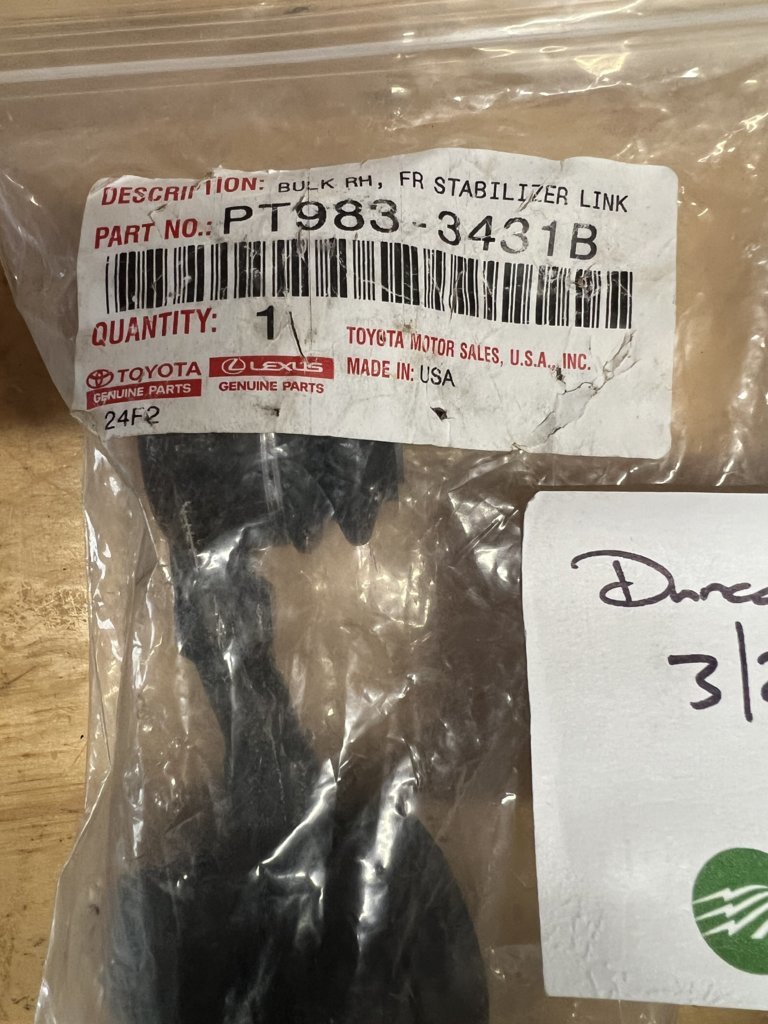 DESCRIPTION: BULK RH, FR STABILIZER LINK
PART NO.: PT983-3431B
QUANTITY: 1
TOYOTA MOTOR SALES, U.S.A., INC.
MADE IN: USA
TOYOTA
GENUINE PARTS
LEXUS
GENUINE PARTS
24F2
3/